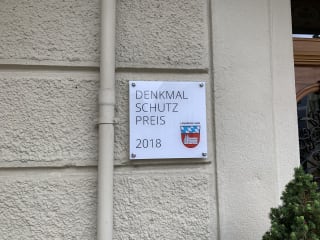 DENKMAL
SCHUTZ
PREIS
2018